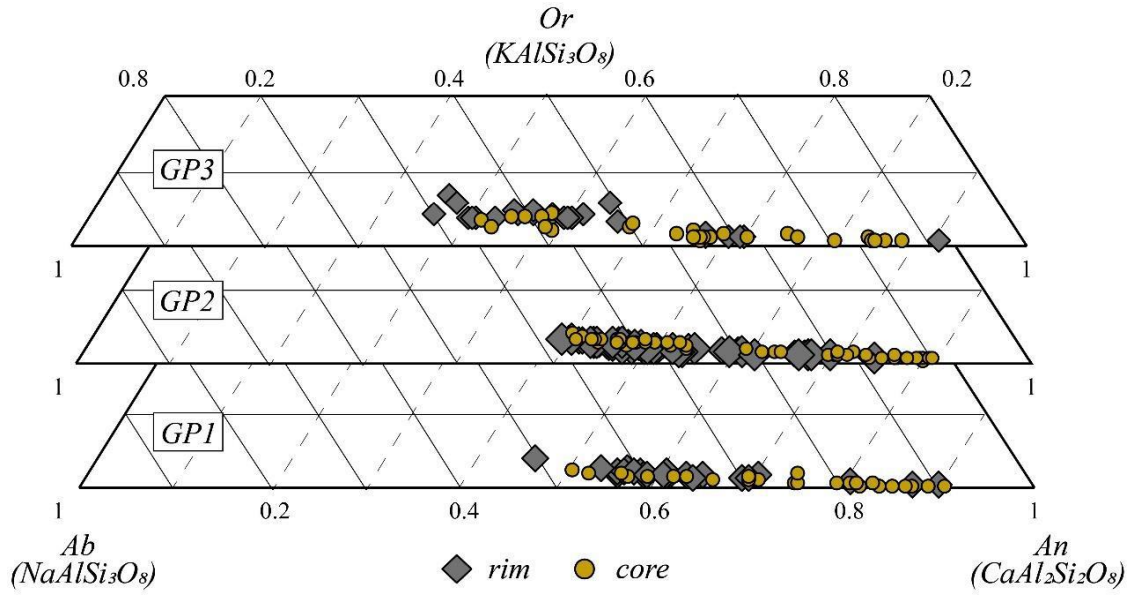 Or
(KAlSi₃O₈)
0.8 0.2 0.4 0.6 0.8 0.2
GP3
1 1
GP2
1 1
GP1
1 0.2 0.4 0.6 0.8 1
Ab An
(NaAlSi₃O₈) (CaAl₂Si₂O₈)
rim core